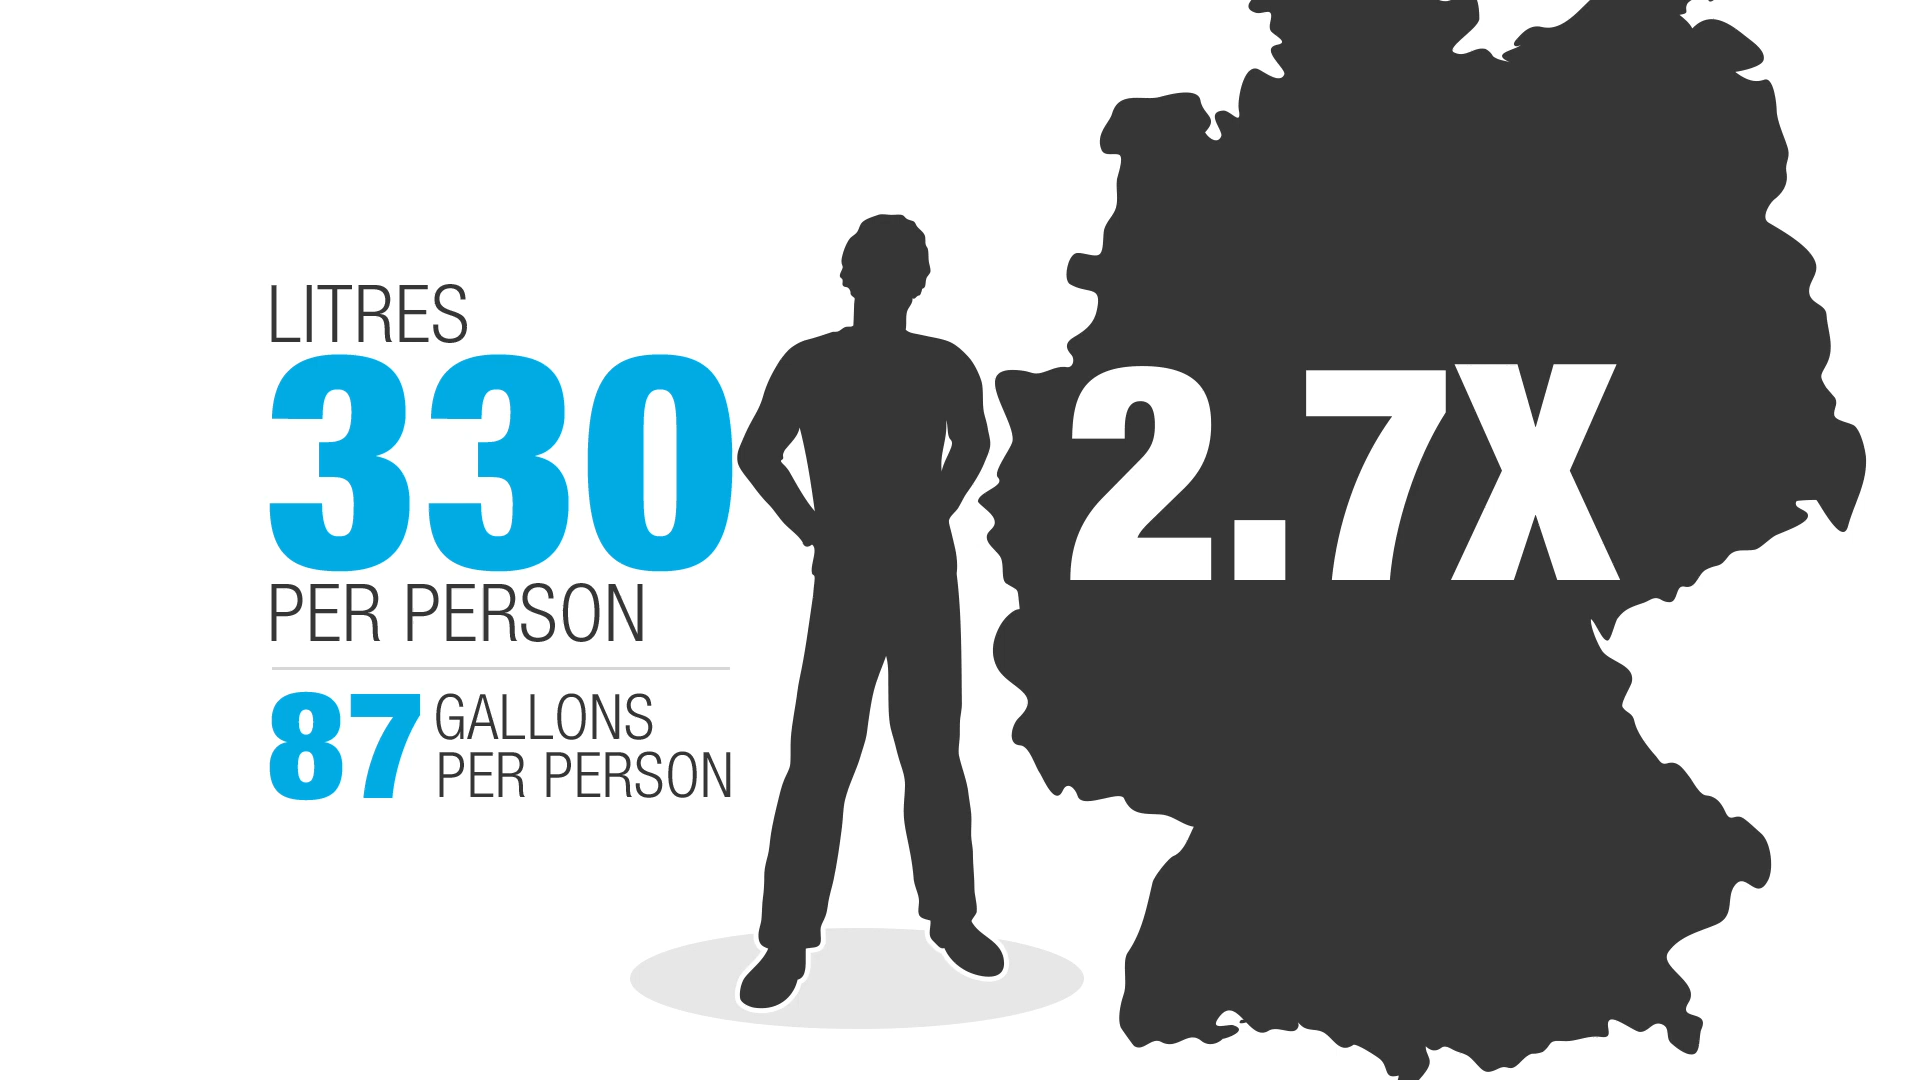 LITRES
330
PER PERSON
87 GALLONS
PER PERSON
2.7X